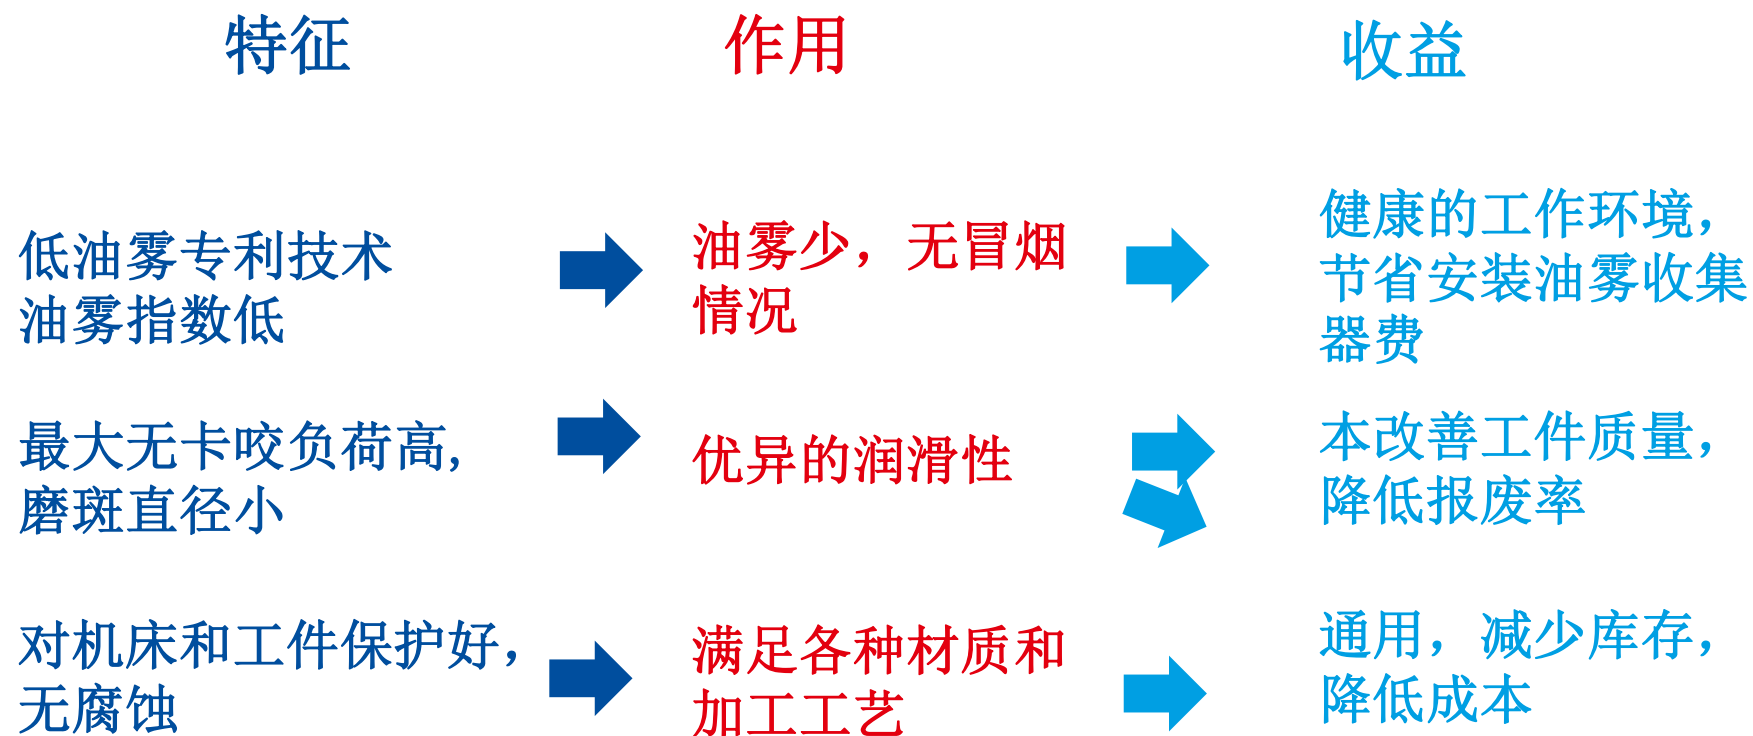 特征
作用
收益
低油雾专利技术
油雾指数低
油雾少，无冒烟
情况
健康的工作环境，
节省安装油雾收集
器费
最大无卡咬负荷高,
磨斑直径小
优异的润滑性
本改善工件质量，
降低报废率
对机床和工件保护好，
无腐蚀
满足各种材质和
加工工艺
通用，减少库存，
降低成本